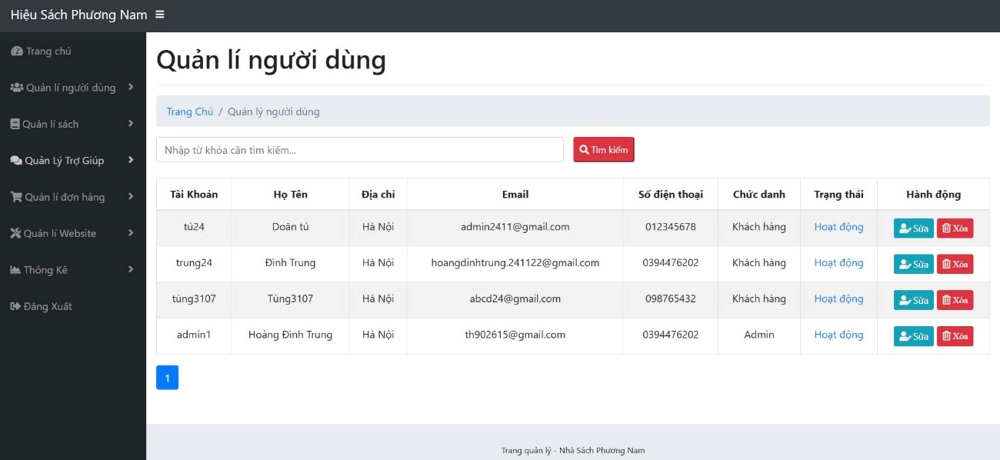 Hiệu Sách Phương Nam
Trang chủ
Quản lí người dùng
Quản lí sách
Quản Lý Trợ Giúp
Quản lí đơn hàng
Quản lí Website
Thông Kê
Đăng Xuất
Quản lí người dùng
Trang Chủ / Quản lý người dùng
Nhập từ khóa cần tìm kiếm... Tìm kiếm
Tài Khoản Họ Tên Địa chỉ Email Số điện thoại Chức danh Trạng thái Hành động
tú24 Doãn tú Hà Nội admin2411@gmail.com 012345678 Khách hàng Hoạt động Sửa Xóa
trung24 Đình Trung Hà Nội hoangdinhtrung.241122@gmail.com 0394476202 Khách hàng Hoạt động Sửa Xóa
tùng3107 Tùng3107 Hà Nội abcd24@gmail.com 098765432 Khách hàng Hoạt động Sửa Xóa
admin1 Hoàng Đình Trung Hà Nội th902615@gmail.com 0394476202 Admin Hoạt động Sửa Xóa
1
Trang quản lý - Nhà Sách Phương Nam